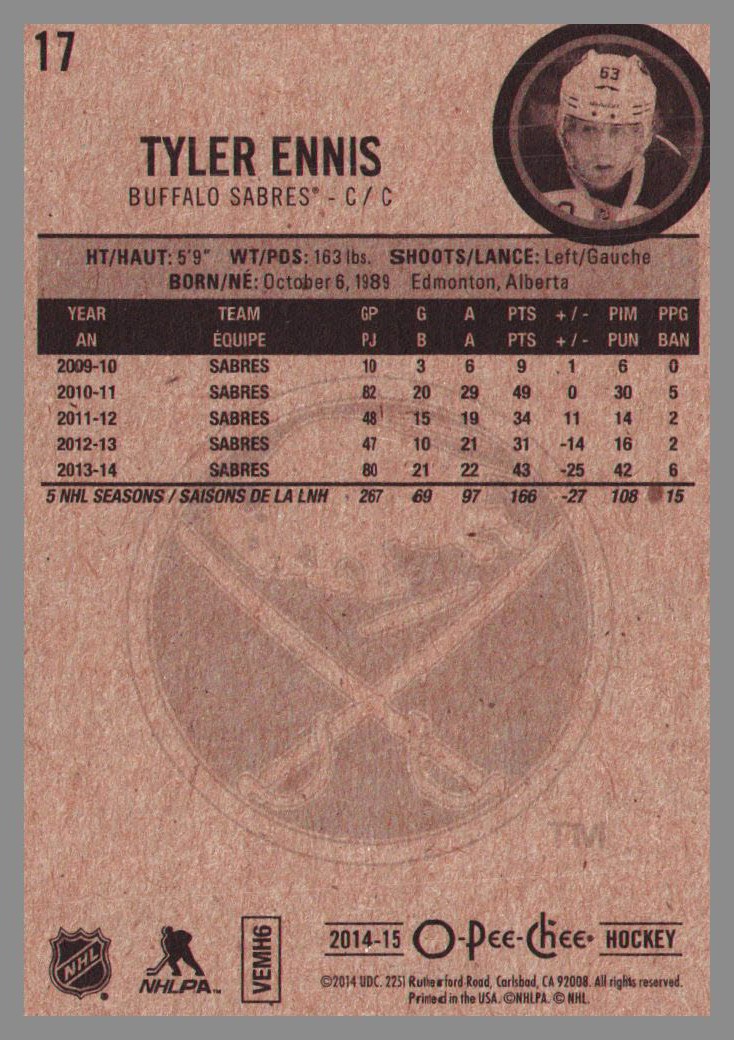 17
63
TYLER ENNIS
BUFFALO SABRES® - C / C
HT/HAUT: 5'9" WT/PDS: 163 lbs. SHOOTS/LANCE: Left/Gauche
BORN/NÉ: October 6, 1989 Edmonton, Alberta
YEAR TEAM GP G A PTS + / - PIM PPG
AN ÉQUIPE PJ B A PTS + / - PUN BAN
2009-10 SABRES 10 3 6 9 1 6 0
2010-11 SABRES 82 20 29 49 0 30 5
2011-12 SABRES 48 15 19 34 11 14 2
2012-13 SABRES 47 10 21 31 -14 16 2
2013-14 SABRES 80 21 22 43 -25 42 6
5 NHL SEASONS / SAISONS DE LA LNH 267 69 97 166 -27 108 15
TM
NHL
NHLPA™
VEMH6
2014-15 O-Pee-Chee® HOCKEY
©2014 UDC. 2251 Rutherford Road, Carlsbad, CA 92008. All rights reserved.
Printed in the USA. ©NHLPA. © NHL.